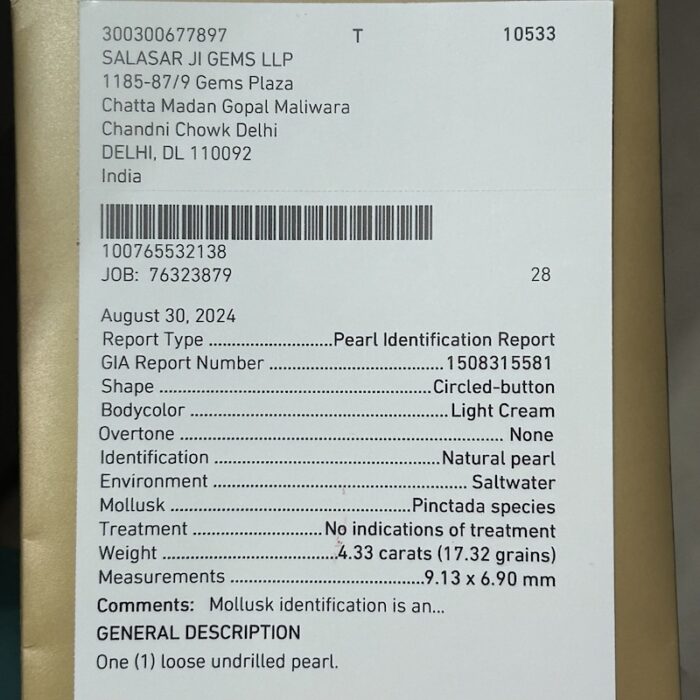 300300677897 T 10533
SALASAR JI GEMS LLP
1185-87/9 Gems Plaza
Chatta Madan Gopal Maliwara
Chandni Chowk Delhi
DELHI, DL 110092
India
100765532138
JOB: 76323879 28
August 30, 2024
Report Type ........................Pearl Identification Report
GIA Report Number .................................1508315581
Shape ....................................................Circled-button
Bodycolor .................................................Light Cream
Overtone ............................................................. None
Identification ...........................................Natural pearl
Environment ..................................................... Saltwater
Mollusk ..............................................Pinctada species
Treatment .........................No indications of treatment
Weight .................................4.33 carats (17.32 grains)
Measurements .....................................9.13 x 6.90 mm
Comments: Mollusk identification is an...
GENERAL DESCRIPTION
One (1) loose undrilled pearl.